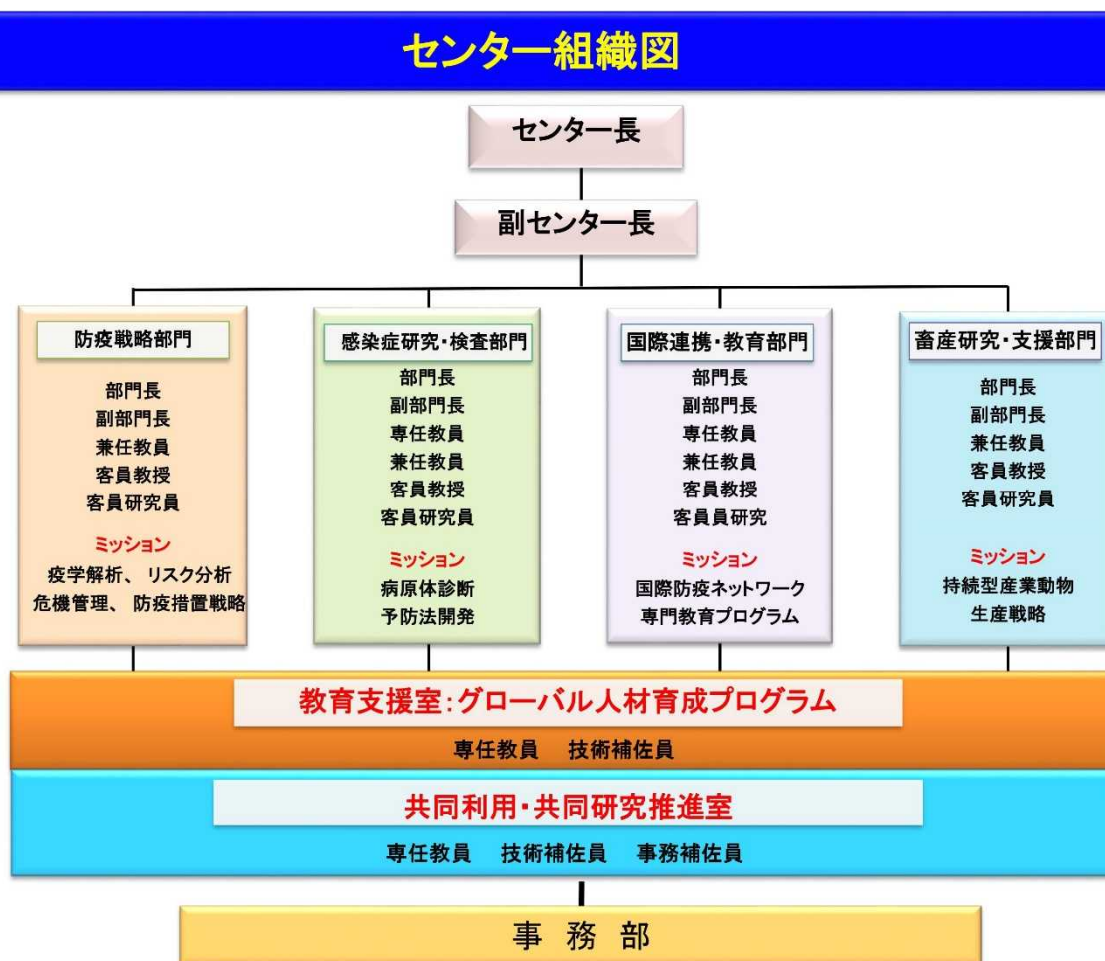 センター組織図
センター長
副センター長
防疫戦略部門
部門長
副部門長
兼任教員
客員教授
客員研究員
ミッション
疫学解析、リスク分析
危機管理、防疫措置戦略
感染症研究・検査部門
部門長
副部門長
専任教員
兼任教員
客員教授
客員研究員
ミッション
病原体診断
予防法開発
国際連携・教育部門
部門長
副部門長
専任教員
兼任教員
客員教授
客員員研究
ミッション
国際防疫ネットワーク
専門教育プログラム
畜産研究・支援部門
部門長
副部門長
兼任教員
客員教授
客員研究員
ミッション
持続型産業動物
生産戦略
教育支援室:グローバル人材育成プログラム
専任教員 技術補佐員
共同利用・共同研究推進室
専任教員 技術補佐員 事務補佐員
事 務 部